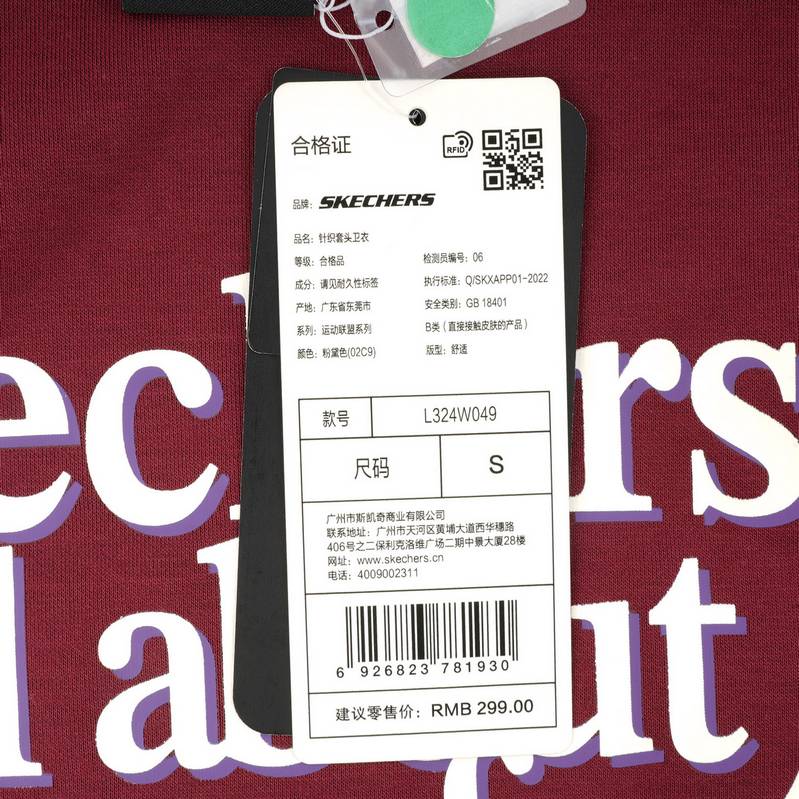 合格证
RFID
品牌: SKECHERS
品名: 针织套头卫衣
等级: 合格品
检测员编号: 06
成分: 请见耐久性标签
执行标准: Q/SKXAPP01-2022
产地: 广东省东莞市
安全类别: GB 18401
系列: 运动联盟系列
B类 (直接接触皮肤的产品)
颜色: 粉黛色(02C9)
版型: 舒适
款号 L324W049
尺码 S
广州市斯凯奇商业有限公司
联系地址: 广州市天河区黄埔大道西华穗路
406号之二保利克洛维广场二期中景大厦28楼
网址: www.skechers.cn
电话: 4009002311
6 926823 781930
建议零售价: RMB 299.00